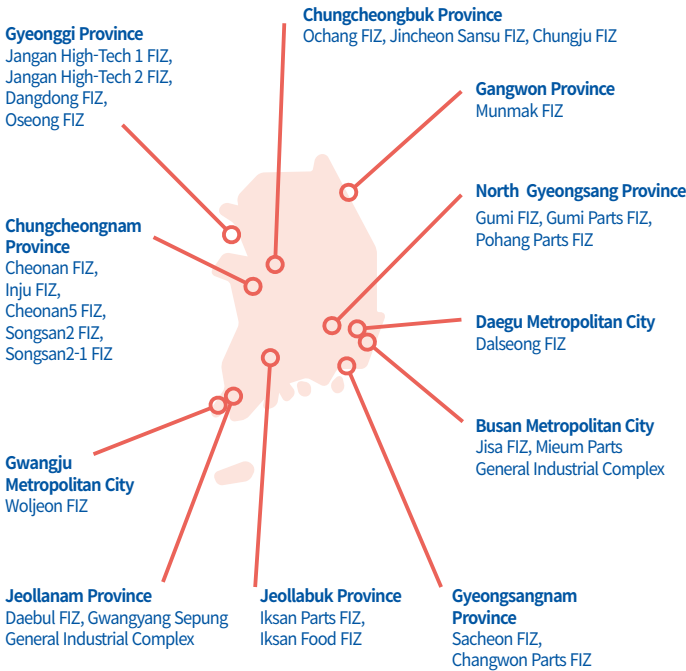 Chungcheongbuk Province
Ochang FIZ, Jincheon Sansu FIZ, Chungju FIZ
Gyeonggi Province
Jangan High-Tech 1 FIZ,
Jangan High-Tech 2 FIZ,
Dangdong FIZ,
Oseong FIZ
Gangwon Province
Munmak FIZ
North Gyeongsang Province
Gumi FIZ, Gumi Parts FIZ,
Pohang Parts FIZ
Chungcheongnam
Province
Cheonan FIZ,
Inju FIZ,
Cheonan5 FIZ,
Songsan2 FIZ,
Songsan2-1 FIZ
Daegu Metropolitan City
Dalseong FIZ
Busan Metropolitan City
Jisa FIZ, Mieum Parts
General Industrial Complex
Gwangju
Metropolitan City
Woljeon FIZ
Jeollanam Province
Daebul FIZ, Gwangyang Sepung
General Industrial Complex
Jeollabuk Province
Iksan Parts FIZ,
Iksan Food FIZ
Gyeongsangnam
Province
Sacheon FIZ,
Changwon Parts FIZ